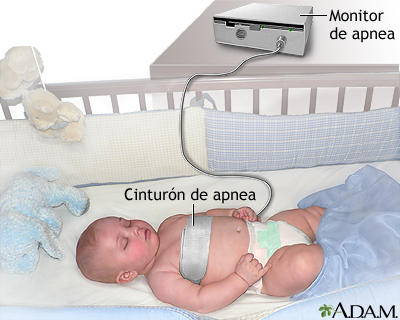 Monitor
de apnea
Cinturón de apnea
A.D.A.M.